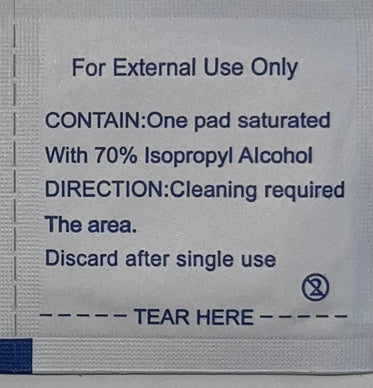 For External Use Only
CONTAIN:One pad saturated
With 70% Isopropyl Alcohol
DIRECTION:Cleaning required
The area.
Discard after single use
2
TEAR HERE